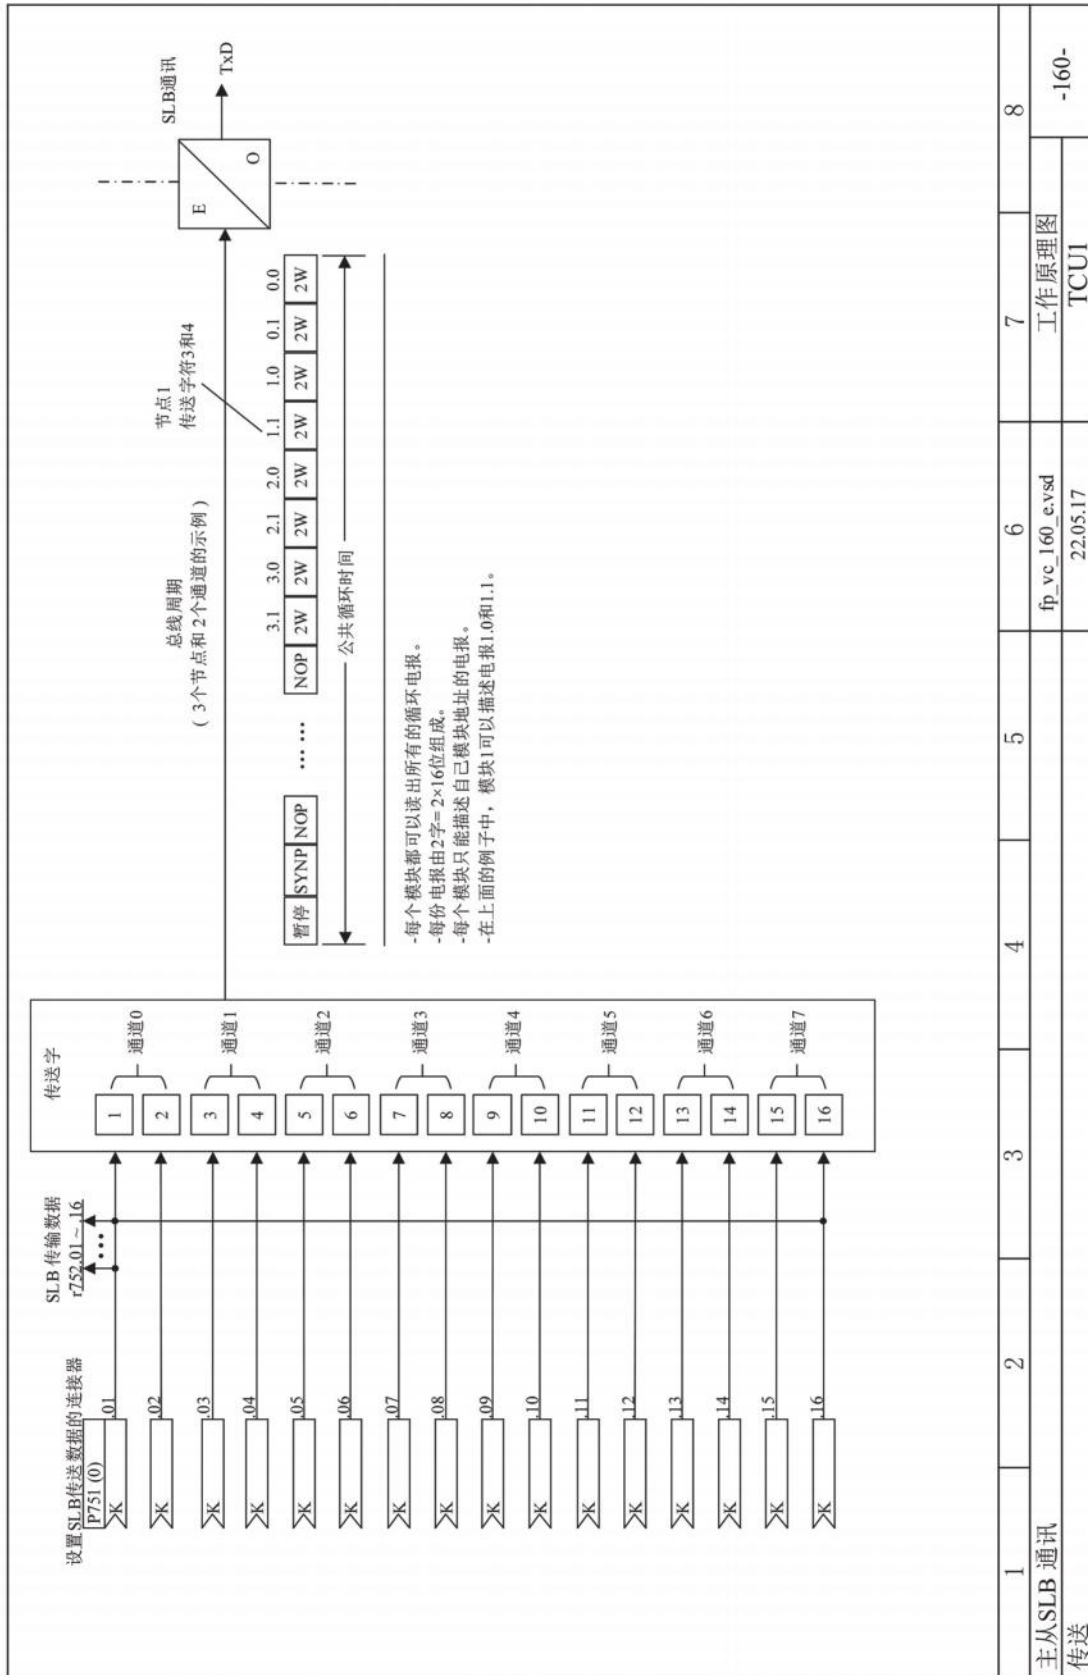 设置SLB传送数据的连接器
P751 (0)
SLB 传输数据
r752.01 ~ .16
传送字
K .01 1
K .02 2
通道0
K .03 3
K .04 4
通道1
K .05 5
K .06 6
通道2
K .07 7
K .08 8
通道3
K .09 9
K .10 10
通道4
K .11 11
K .12 12
通道5
K .13 13
K .14 14
通道6
K .15 15
K .16 16
通道7
总线周期
( 3个节点和 2个通道的示例 )
节点1
传送字符3和4
SLB通讯
E
O
TxD
3.1 3.0 2.1 2.0 1.1 1.0 0.1 0.0
暂停 SYNP NOP …… NOP 2W 2W 2W 2W 2W 2W 2W 2W
公共循环时间
-每个模块都可以读出所有的循环电报。
-每份电报由2字= 2×16位组成。
-每个模块只能描述自己模块地址的电报。
-在上面的例子中，模块1可以描述电报1.0和1.1。
1 2 3 4 5 6 7 8
主从SLB 通讯
传送
fp_vc_160_e.vsd
22.05.17
工作原理图
TCU1
-160-